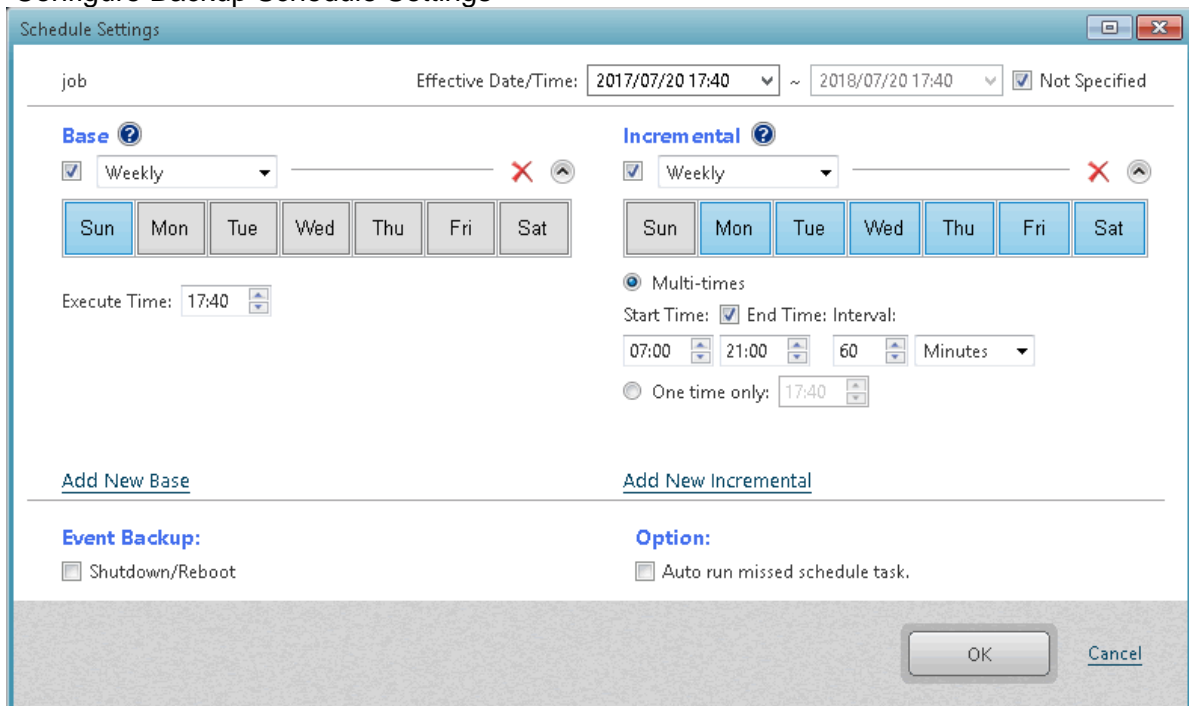 Configure Backup Schedule Settings
Schedule Settings
job Effective Date/Time: 2017/07/20 17:40 ~ 2018/07/20 17:40 Not Specified
Base ? Incremental ?
Weekly Weekly
Sun Mon Tue Wed Thu Fri Sat Sun Mon Tue Wed Thu Fri Sat
Multi-times
Execute Time: 17:40 Start Time: End Time: Interval:
07:00 21:00 60 Minutes
One time only: 17:40
Add New Base Add New Incremental
Event Backup: Option:
Shutdown/Reboot Auto run missed schedule task.
OK Cancel